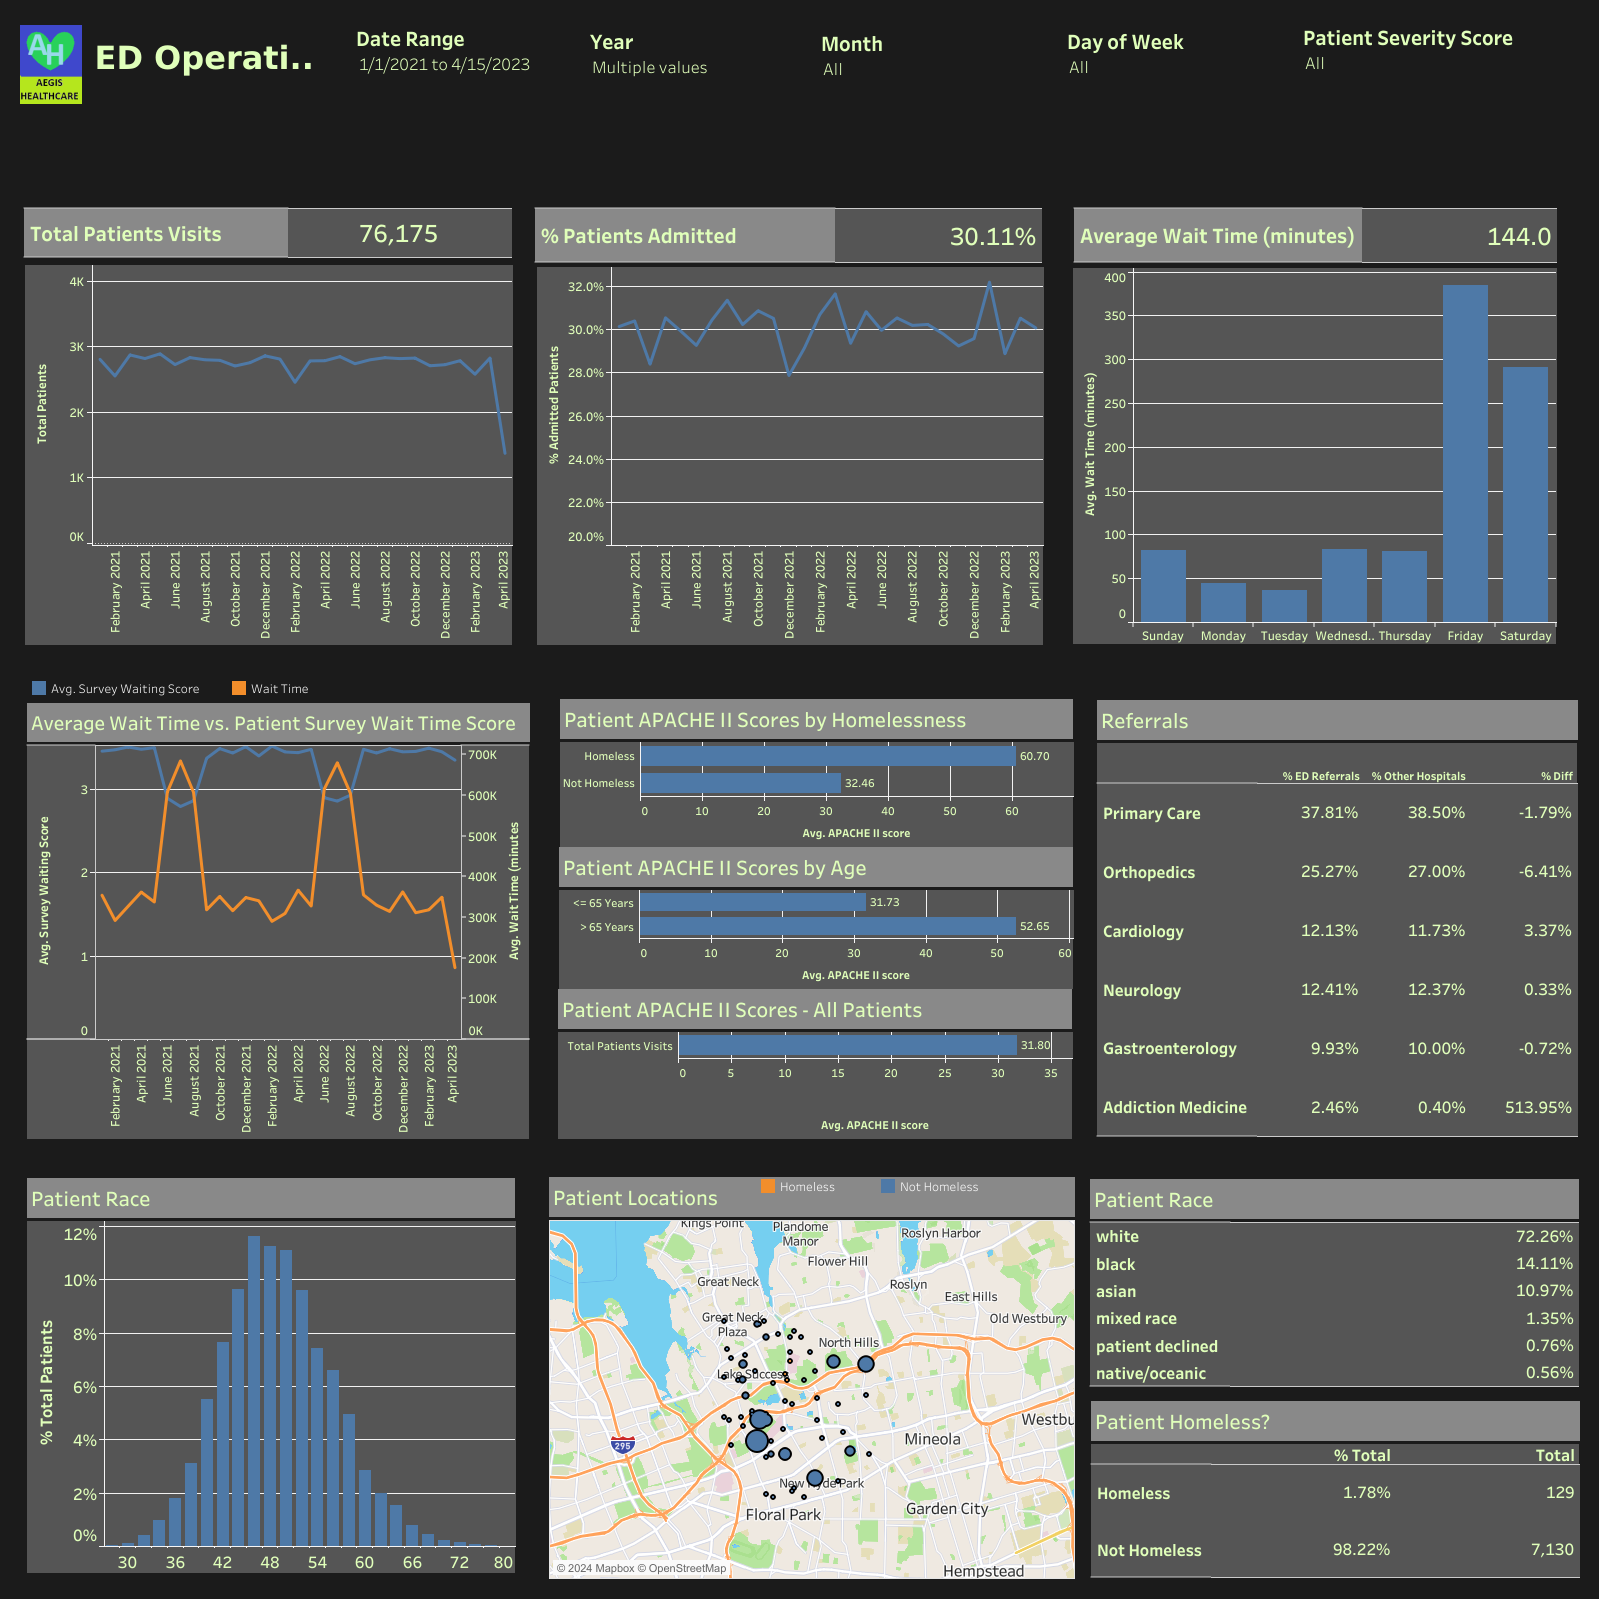 AH
AEGIS
HEALTHCARE
ED Operati..
Date Range
1/1/2021 to 4/15/2023
Year
Multiple values
Month
All
Day of Week
All
Patient Severity Score
All
Total Patients Visits 76,175
4K
3K
2K
1K
0K
Total Patients
February 2021
April 2021
June 2021
August 2021
October 2021
December 2021
February 2022
April 2022
June 2022
August 2022
October 2022
December 2022
February 2023
April 2023
% Patients Admitted 30.11%
32.0%
30.0%
28.0%
26.0%
24.0%
22.0%
20.0%
% Admitted Patients
February 2021
April 2021
June 2021
August 2021
October 2021
December 2021
February 2022
April 2022
June 2022
August 2022
October 2022
December 2022
February 2023
April 2023
Average Wait Time (minutes) 144.0
400
350
300
250
200
150
100
50
0
Avg. Wait Time (minutes)
Sunday Monday Tuesday Wednesd.. Thursday Friday Saturday
Avg. Survey Waiting Score Wait Time
Average Wait Time vs. Patient Survey Wait Time Score
3
2
1
0
Avg. Survey Waiting Score
700K
600K
500K
400K
300K
200K
100K
0K
Avg. Wait Time (minutes
February 2021
April 2021
June 2021
August 2021
October 2021
December 2021
February 2022
April 2022
June 2022
August 2022
October 2022
December 2022
February 2023
April 2023
Patient APACHE II Scores by Homelessness
Homeless 60.70
Not Homeless 32.46
0 10 20 30 40 50 60
Avg. APACHE II score
Patient APACHE II Scores by Age
<= 65 Years 31.73
> 65 Years 52.65
0 10 20 30 40 50 60
Avg. APACHE II score
Patient APACHE II Scores - All Patients
Total Patients Visits 31.80
0 5 10 15 20 25 30 35
Avg. APACHE II score
Referrals
% ED Referrals % Other Hospitals % Diff
Primary Care 37.81% 38.50% -1.79%
Orthopedics 25.27% 27.00% -6.41%
Cardiology 12.13% 11.73% 3.37%
Neurology 12.41% 12.37% 0.33%
Gastroenterology 9.93% 10.00% -0.72%
Addiction Medicine 2.46% 0.40% 513.95%
Patient Race
12%
10%
8%
6%
4%
2%
0%
% Total Patients
30 36 42 48 54 60 66 72 80
Patient Locations
Homeless Not Homeless
Kings Point
Plandome
Manor
Roslyn Harbor
Flower Hill
Great Neck
Roslyn
East Hills
Great Neck
Plaza
Old Westbury
North Hills
Lake Success
Westbu
295
Mineola
New Hyde Park
Floral Park
Garden City
Hempstead
© 2024 Mapbox © OpenStreetMap
Patient Race
white 72.26%
black 14.11%
asian 10.97%
mixed race 1.35%
patient declined 0.76%
native/oceanic 0.56%
Patient Homeless?
% Total Total
Homeless 1.78% 129
Not Homeless 98.22% 7,130